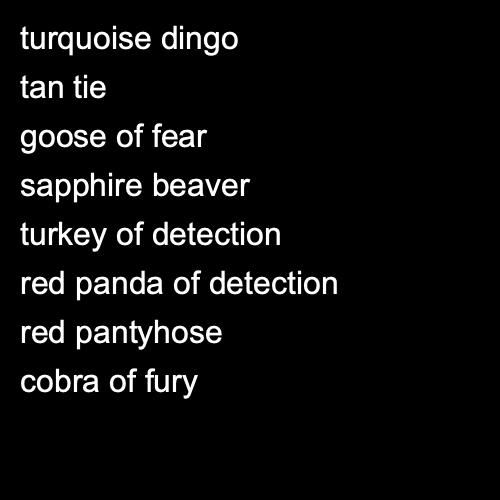 turquoise dingo
tan tie
goose of fear
sapphire beaver
turkey of detection
red panda of detection
red pantyhose
cobra of fury